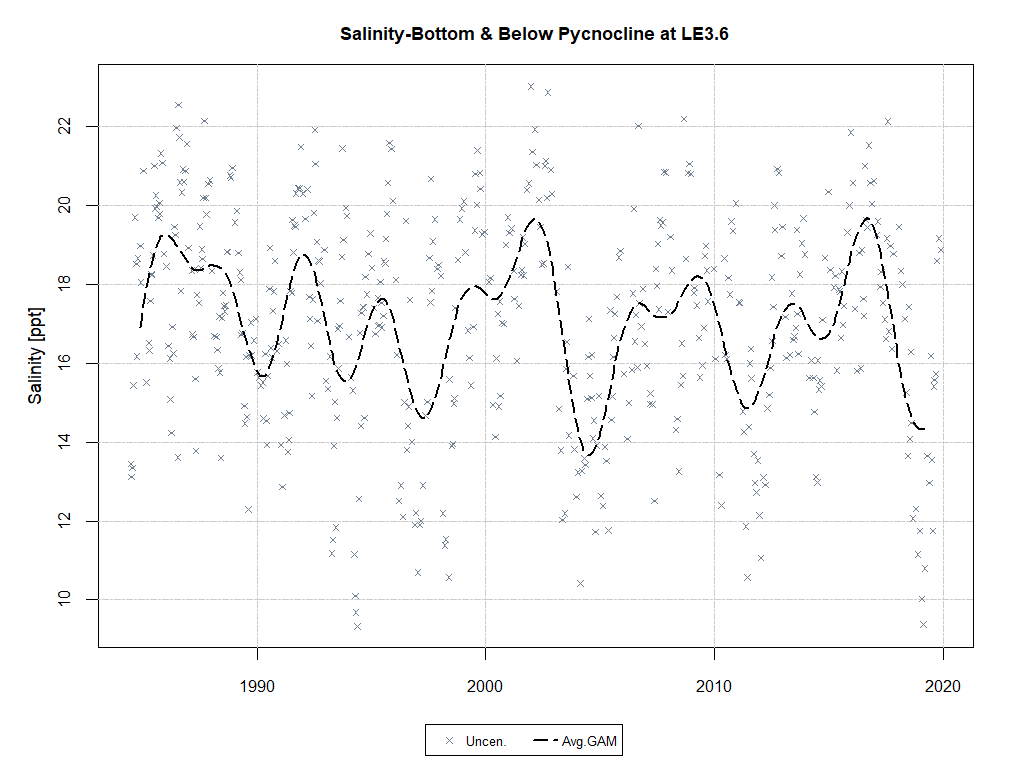 Salinity-Bottom & Below Pycnocline at LE3.6
Salinity [ppt]
22
20
18
16
14
12
10
1990
2000
2010
2020
Uncen.
Avg.GAM